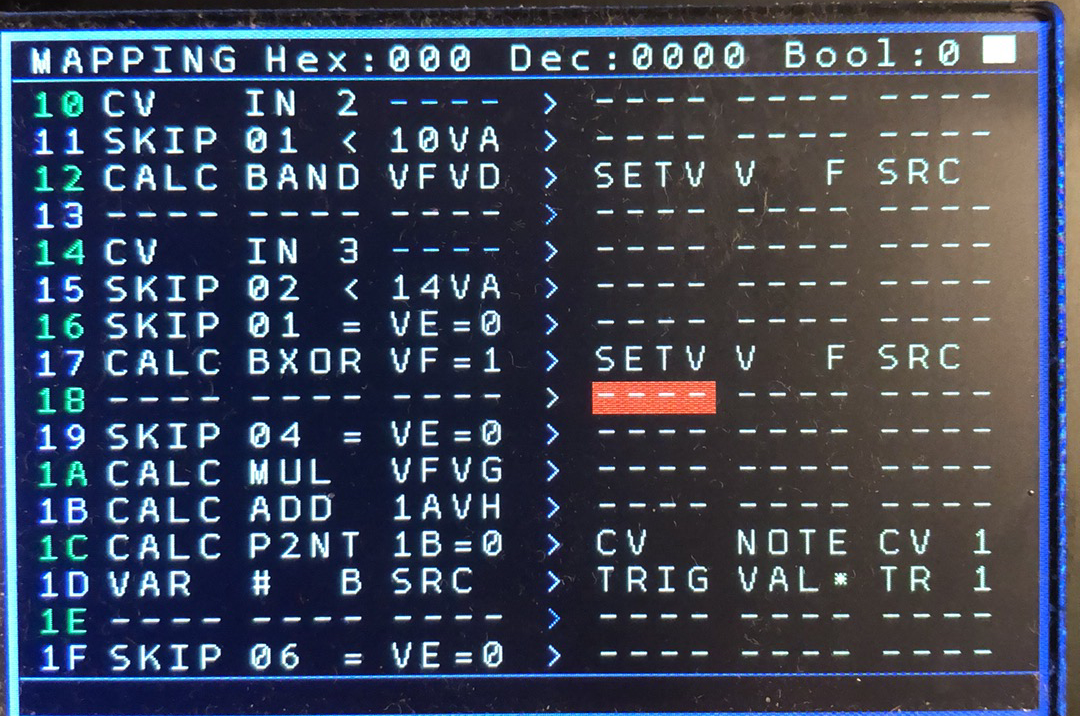 MAPPING Hex:000 Dec:0000 Bool:0
10 CV IN 2 ---- > ---- ---- ----
11 SKIP 01 < 10VA > ---- ---- ----
12 CALC BAND VFVD > SETV V F SRC
13 ---- ---- ---- > ---- ---- ----
14 CV IN 3 ---- > ---- ---- ----
15 SKIP 02 < 14VA > ---- ---- ----
16 SKIP 01 = VE=0 > ---- ---- ----
17 CALC BXOR VF=1 > SETV V F SRC
18 ---- ---- ---- > ---- ---- ----
19 SKIP 04 = VE=0 > ---- ---- ----
1A CALC MUL VFVG > ---- ---- ----
1B CALC ADD 1AVH > ---- ---- ----
1C CALC P2NT 1B=0 > CV NOTE CV 1
1D VAR # B SRC > TRIG VAL* TR 1
1E ---- ---- ---- > ---- ---- ----
1F SKIP 06 = VE=0 > ---- ---- ----